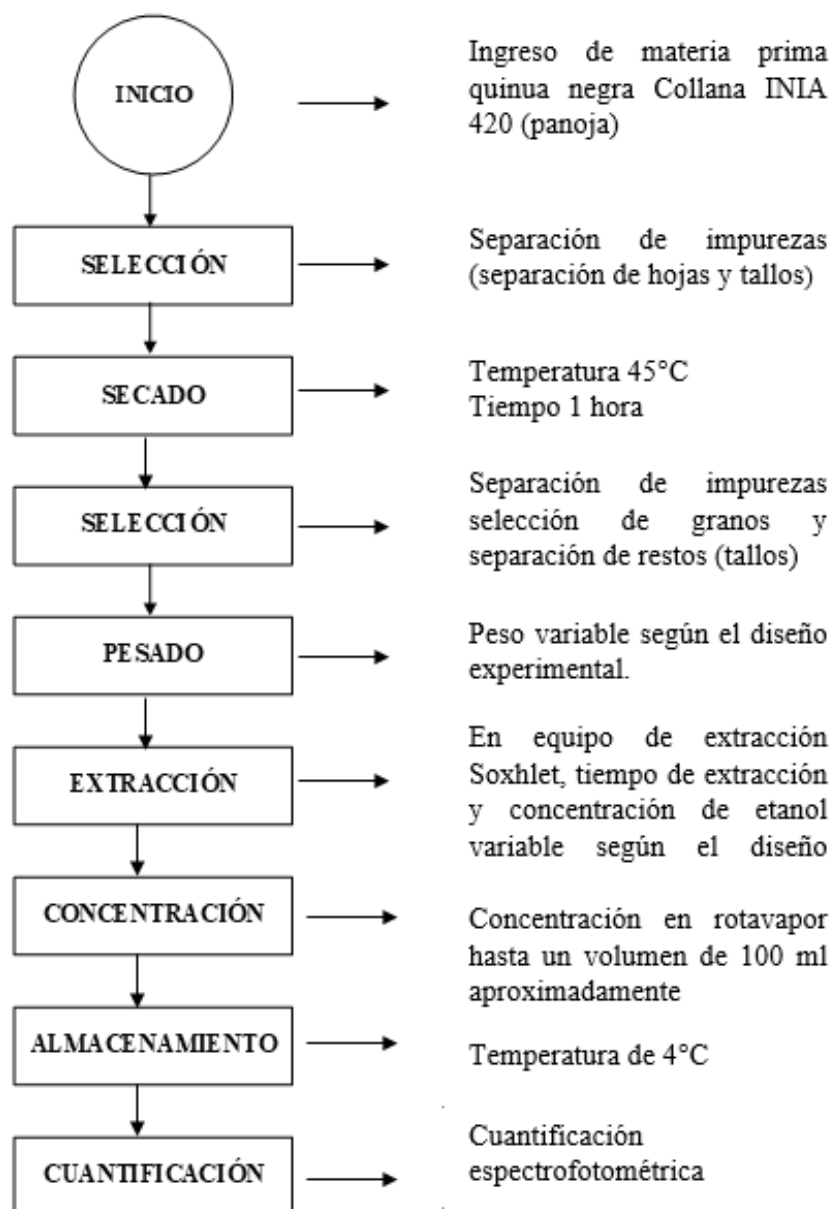 INICIO
Ingreso de materia prima
quinua negra Collana INIA
420 (panoja)
SELECCIÓN
Separación de impurezas
(separación de hojas y tallos)
SECADO
Temperatura 45°C
Tiempo 1 hora
SELECCIÓN
Separación de impurezas
selección de granos y
separación de restos (tallos)
PESADO
Peso variable según el diseño
experimental.
EXTRACCIÓN
En equipo de extracción
Soxhlet, tiempo de extracción
y concentración de etanol
variable según el diseño
CONCENTRACIÓN
Concentración en rotavapor
hasta un volumen de 100 ml
aproximadamente
ALMACENAMIENTO
Temperatura de 4°C
CUANTIFICACIÓN
Cuantificación
espectrofotométrica